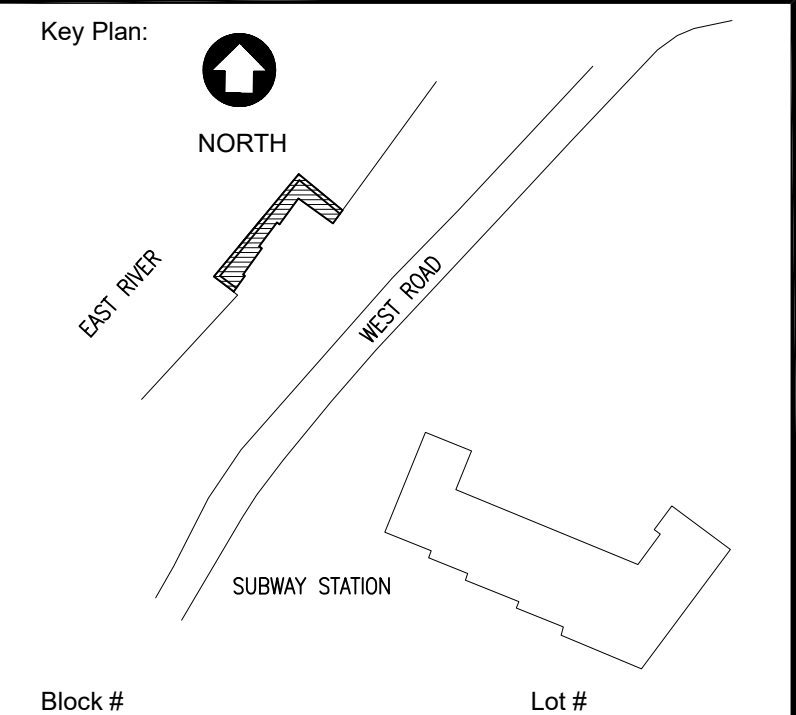 Key Plan:
NORTH
EAST RIVER
WEST ROAD
SUBWAY STATION
Block #
Lot #